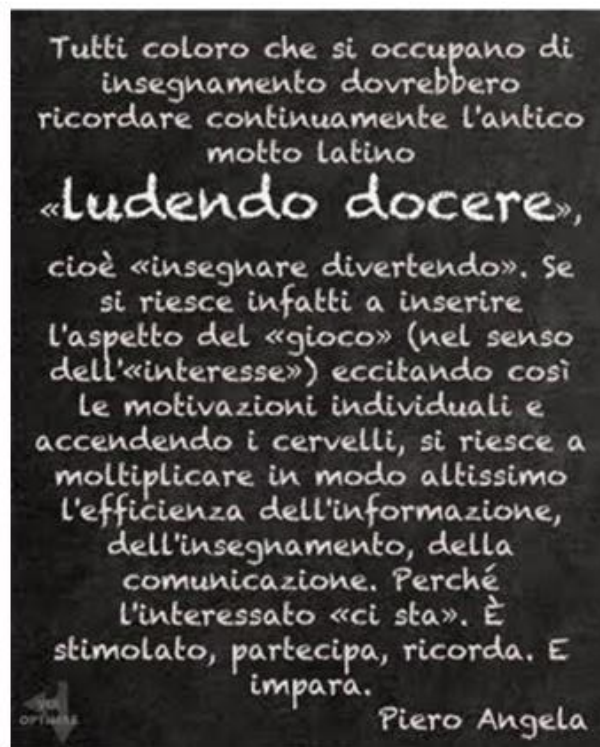 Tutti coloro che si occupano di
insegnamento dovrebbero
ricordare continuamente l'antico
motto latino
«ludendo docere»,
cioè «insegnare divertendo». Se
si riesce infatti a inserire
l'aspetto del «gioco» (nel senso
dell'«interesse») eccitando così
le motivazioni individuali e
accendendo i cervelli, si riesce a
moltiplicare in modo altissimo
l'efficienza dell'informazione,
dell'insegnamento, della
comunicazione. Perché
l'interessato «ci sta». È
stimolato, partecipa, ricorda. E
impara.
Piero Angela